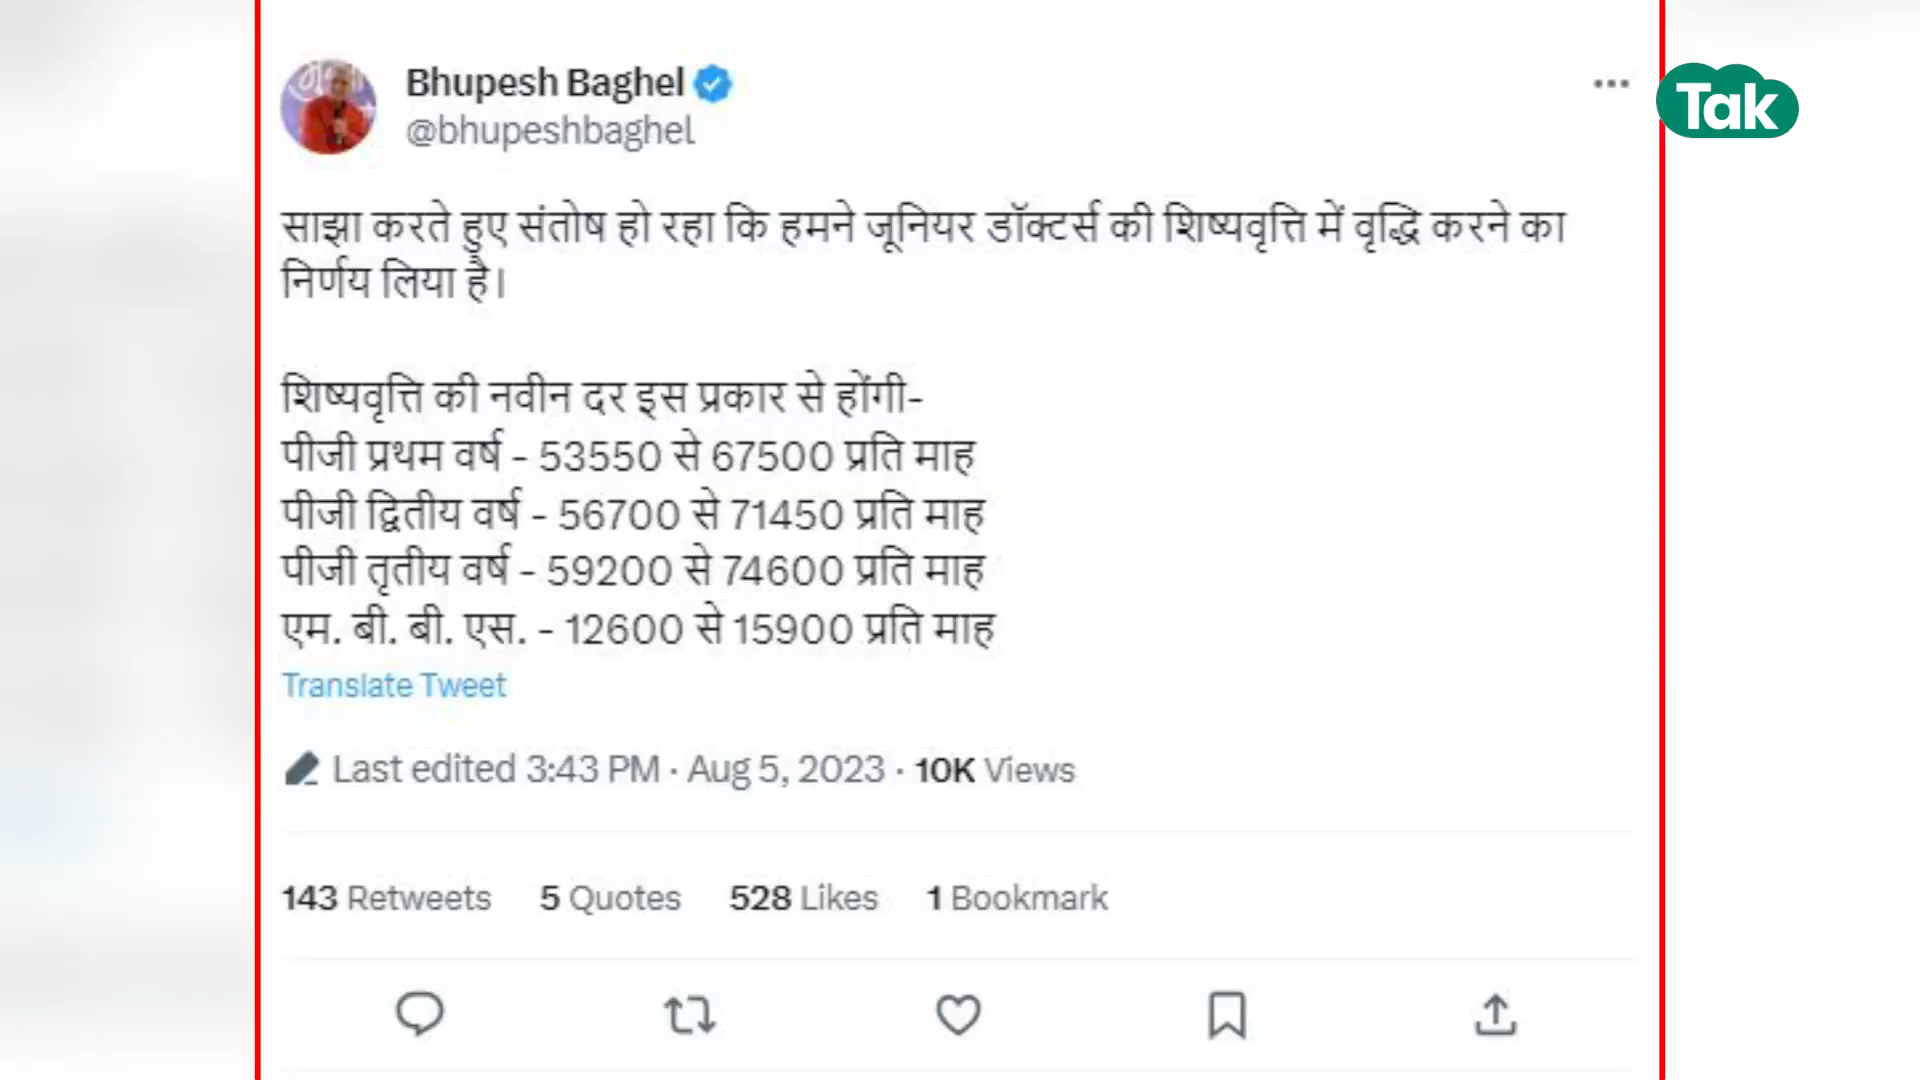 Bhupesh Baghel
@bhupeshbaghel
Tak
साझा करते हुए संतोष हो रहा कि हमने जूनियर डॉक्टर्स की शिष्यवृत्ति में वृद्धि करने का
निर्णय लिया है।
शिष्यवृत्ति की नवीन दर इस प्रकार से होंगी-
पीजी प्रथम वर्ष - 53550 से 67500 प्रति माह
पीजी द्वितीय वर्ष - 56700 से 71450 प्रति माह
पीजी तृतीय वर्ष - 59200 से 74600 प्रति माह
एम. बी. बी. एस. - 12600 से 15900 प्रति माह
Translate Tweet
Last edited 3:43 PM · Aug 5, 2023 · 10K Views
143 Retweets 5 Quotes 528 Likes 1 Bookmark